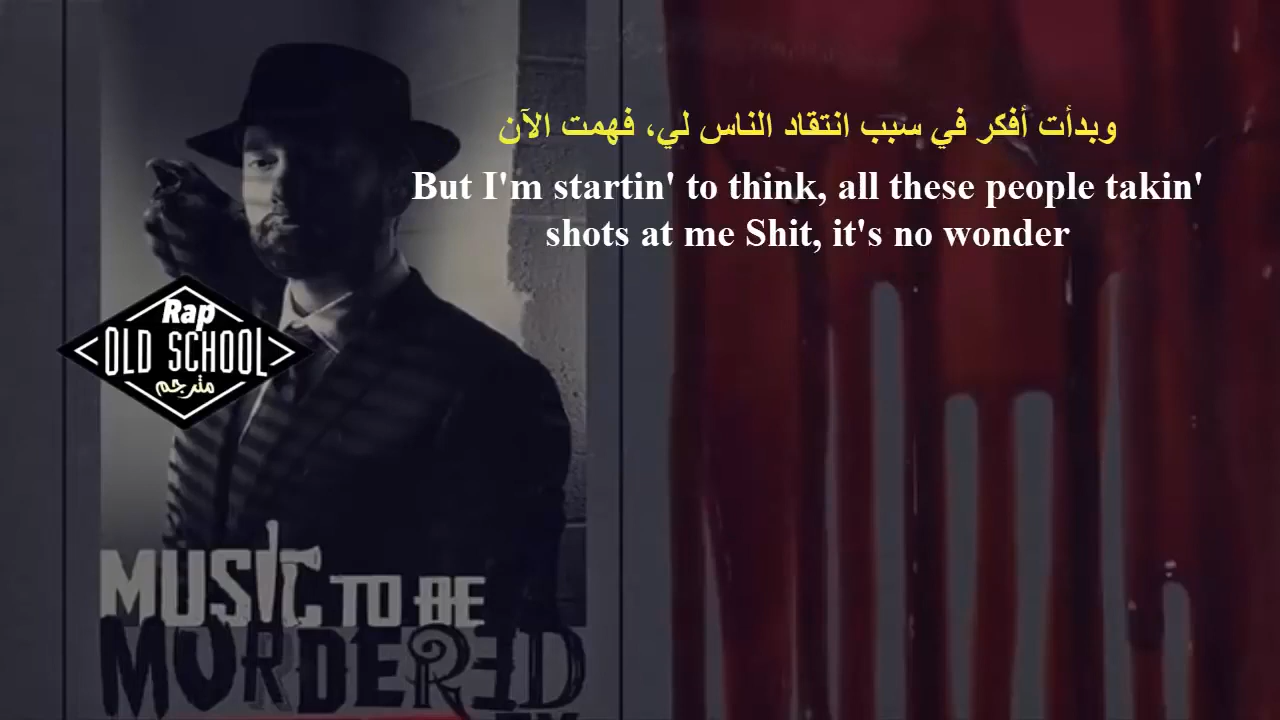 وبدأت أفكر في سبب انتقاد الناس لي، فهمت الآن
But I'm startin' to think, all these people takin'
shots at me Shit, it's no wonder
Rap
OLD SCHOOL
مترجم
MUSIC TO BE
MURDERED